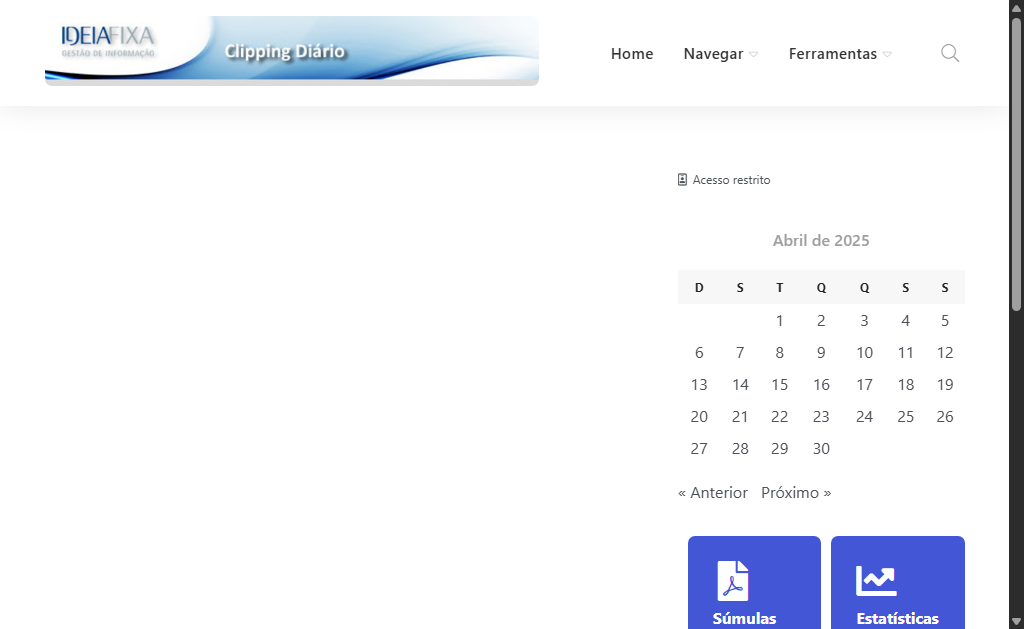 IDEIAFIXA
GESTÃO DE INFORMAÇÃO
Clipping Diário
Home Navegar Ferramentas
Acesso restrito
Abril de 2025
D S T Q Q S S
1 2 3 4 5
6 7 8 9 10 11 12
13 14 15 16 17 18 19
20 21 22 23 24 25 26
27 28 29 30
« Anterior Próximo »
Súmulas Estatísticas